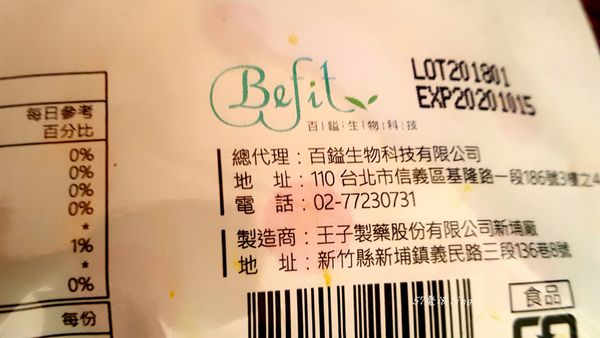 Befit
百鎰生物科技
LOT201801
EXP20201015
每日參考
百分比
0%
0%
0%
0%
*
1%
*
0%
每份
總代理：百鎰生物科技有限公司
地　址：110 台北市信義區基隆路一段186號3樓之4
電　話：02-77230731
製造商：王子製藥股份有限公司新埔廠
地　址：新竹縣新埔鎮義民路三段136巷8號
食品